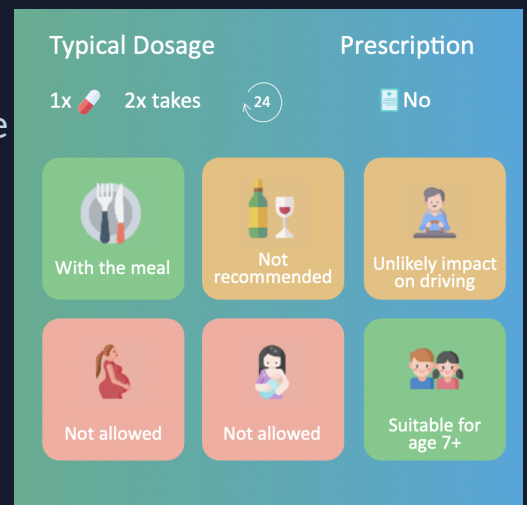 Typical Dosage
Prescription
1x
2x takes
24
No
e
With the meal
Not
recommended
Unlikely impact
on driving
Not allowed
Not allowed
Suitable for
age 7+